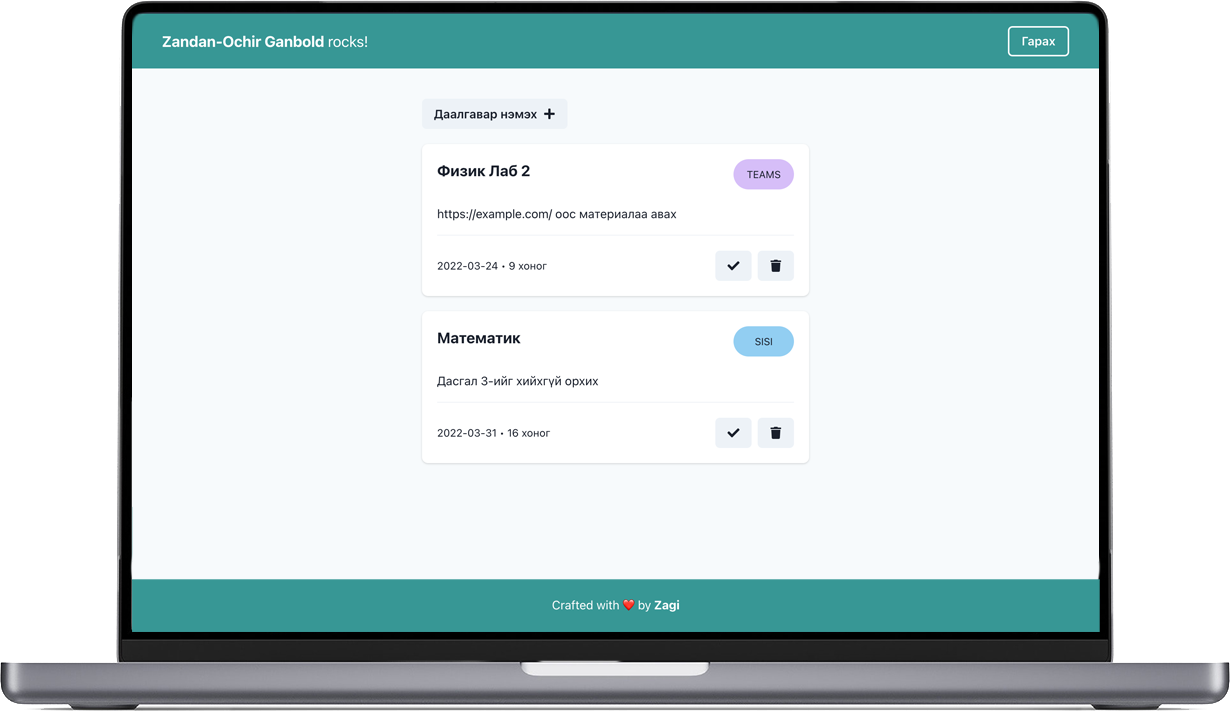 Zandan-Ochir Ganbold rocks!
Гарах
Даалгавар нэмэх
Физик Лаб 2
TEAMS
https://example.com/ оос материалаа авах
2022-03-24 • 9 хоног
Математик
SISI
Дасгал 3-ийг хийхгүй орхих
2022-03-31 • 16 хоног
Crafted with ❤️ by Zagi